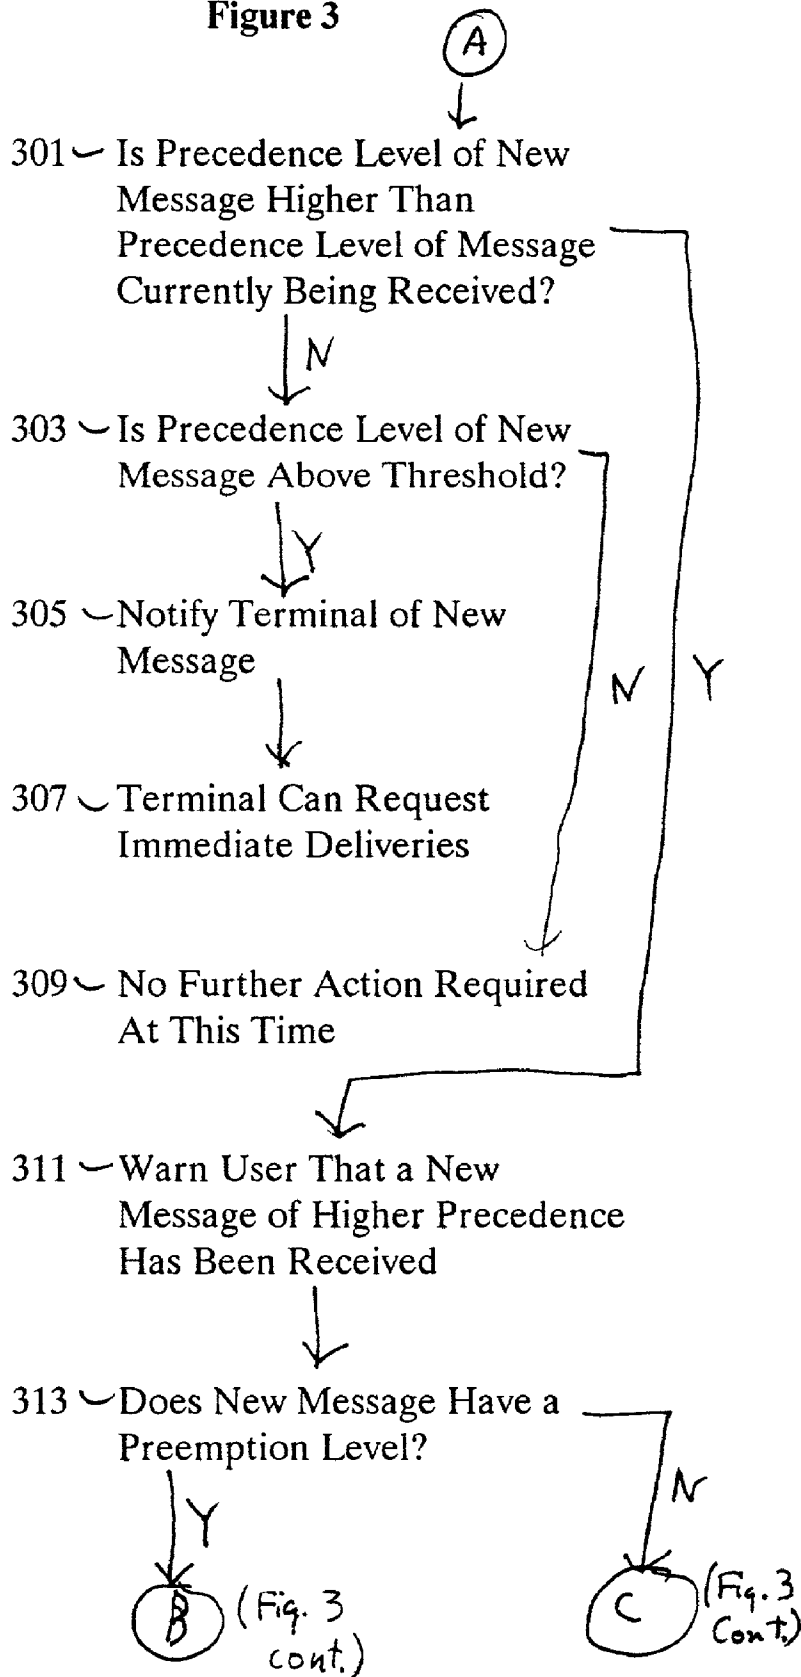 Figure 3
A
301 Is Precedence Level of New
Message Higher Than
Precedence Level of Message
Currently Being Received?
N
303 Is Precedence Level of New
Message Above Threshold?
Y
305 Notify Terminal of New
Message
N
Y
307 Terminal Can Request
Immediate Deliveries
309 No Further Action Required
At This Time
311 Warn User That a New
Message of Higher Precedence
Has Been Received
313 Does New Message Have a
Preemption Level?
Y
N
B
(Fig. 3
cont.)
C
(Fig. 3
Cont.)